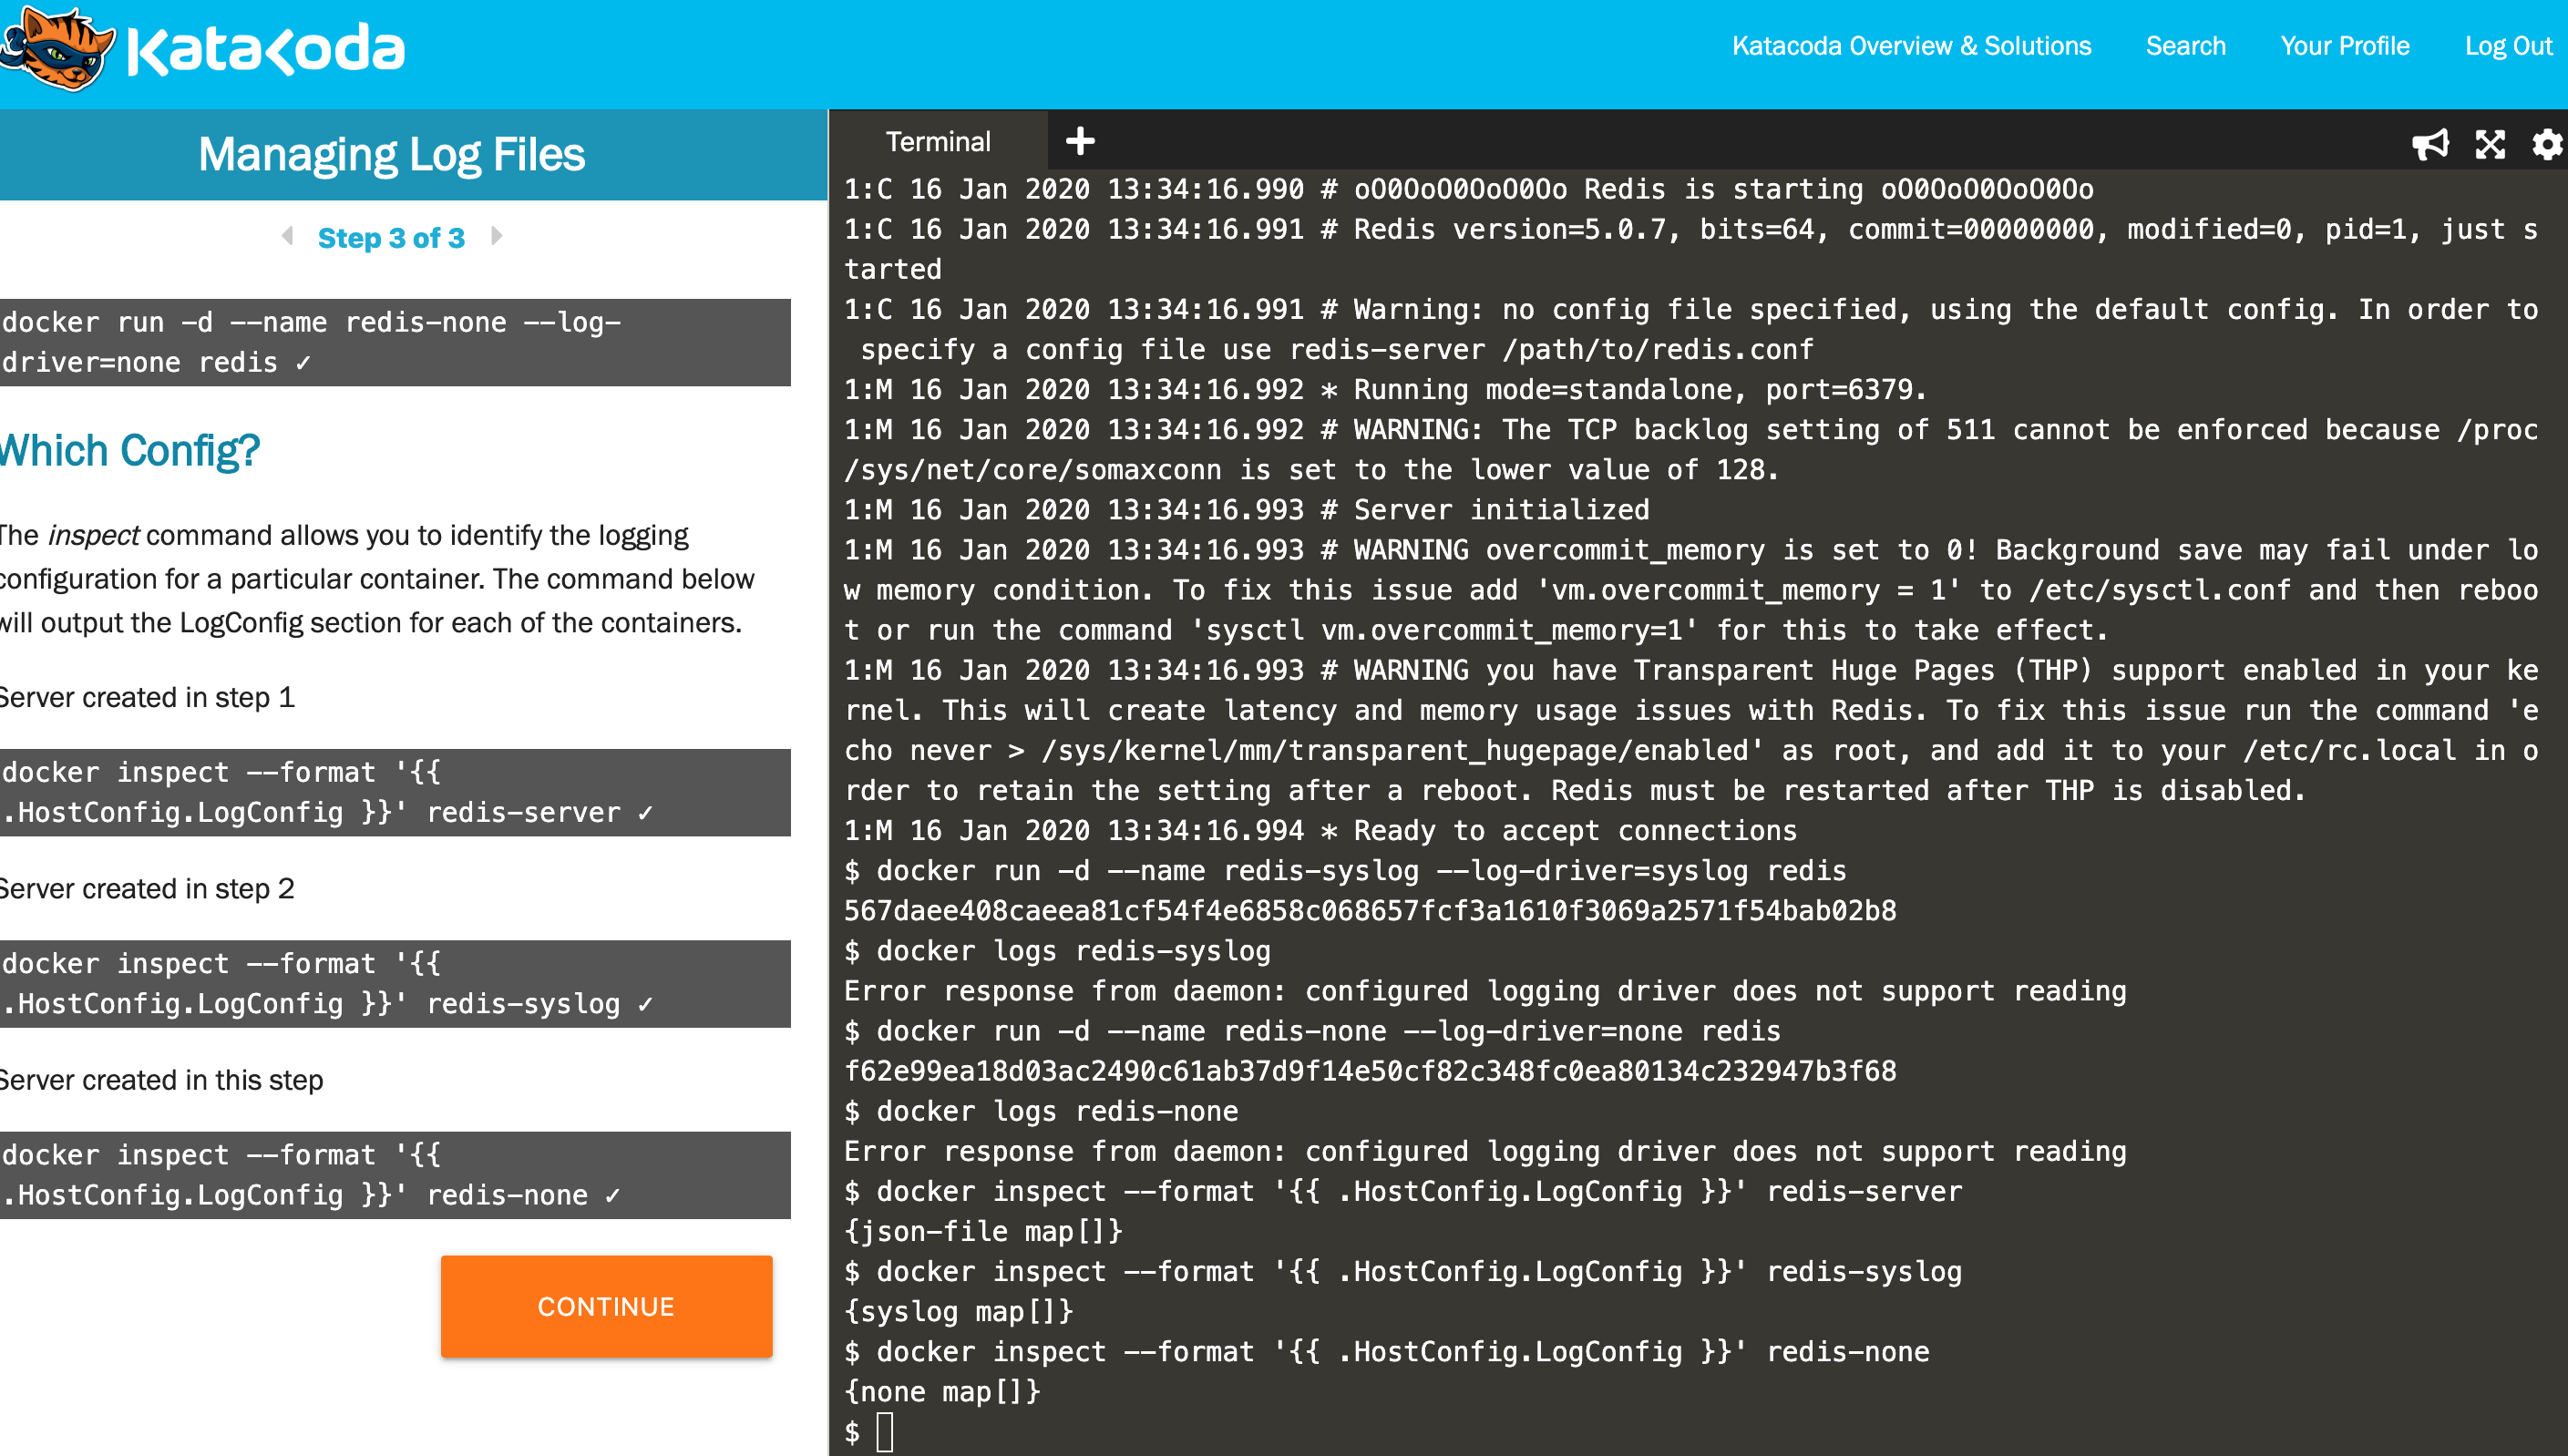 KataKoda
Katacoda Overview & Solutions
Search
Your Profile
Log Out
Managing Log Files
Step 3 of 3
docker run -d --name redis-none --log-
driver=none redis ✓
Which Config?
The inspect command allows you to identify the logging
configuration for a particular container. The command below
will output the LogConfig section for each of the containers.
Server created in step 1
docker inspect --format '{{
.HostConfig.LogConfig }}' redis-server ✓
Server created in step 2
docker inspect --format '{{
.HostConfig.LogConfig }}' redis-syslog ✓
Server created in this step
docker inspect --format '{{
.HostConfig.LogConfig }}' redis-none ✓
CONTINUE
Terminal
1:C 16 Jan 2020 13:34:16.990 # oO0OoO0OoO0Oo Redis is starting oO0OoO0OoO0Oo
1:C 16 Jan 2020 13:34:16.991 # Redis version=5.0.7, bits=64, commit=00000000, modified=0, pid=1, just s
tarted
1:C 16 Jan 2020 13:34:16.991 # Warning: no config file specified, using the default config. In order to
 specify a config file use redis-server /path/to/redis.conf
1:M 16 Jan 2020 13:34:16.992 * Running mode=standalone, port=6379.
1:M 16 Jan 2020 13:34:16.992 # WARNING: The TCP backlog setting of 511 cannot be enforced because /proc
/sys/net/core/somaxconn is set to the lower value of 128.
1:M 16 Jan 2020 13:34:16.993 # Server initialized
1:M 16 Jan 2020 13:34:16.993 # WARNING overcommit_memory is set to 0! Background save may fail under lo
w memory condition. To fix this issue add 'vm.overcommit_memory = 1' to /etc/sysctl.conf and then reboo
t or run the command 'sysctl vm.overcommit_memory=1' for this to take effect.
1:M 16 Jan 2020 13:34:16.993 # WARNING you have Transparent Huge Pages (THP) support enabled in your ke
rnel. This will create latency and memory usage issues with Redis. To fix this issue run the command 'e
cho never > /sys/kernel/mm/transparent_hugepage/enabled' as root, and add it to your /etc/rc.local in o
rder to retain the setting after a reboot. Redis must be restarted after THP is disabled.
1:M 16 Jan 2020 13:34:16.994 * Ready to accept connections
$ docker run -d --name redis-syslog --log-driver=syslog redis
567daee408caeea81cf54f4e6858c068657fcf3a1610f3069a2571f54bab02b8
$ docker logs redis-syslog
Error response from daemon: configured logging driver does not support reading
$ docker run -d --name redis-none --log-driver=none redis
f62e99ea18d03ac2490c61ab37d9f14e50cf82c348fc0ea80134c232947b3f68
$ docker logs redis-none
Error response from daemon: configured logging driver does not support reading
$ docker inspect --format '{{ .HostConfig.LogConfig }}' redis-server
{json-file map[]}
$ docker inspect --format '{{ .HostConfig.LogConfig }}' redis-syslog
{syslog map[]}
$ docker inspect --format '{{ .HostConfig.LogConfig }}' redis-none
{none map[]}
$